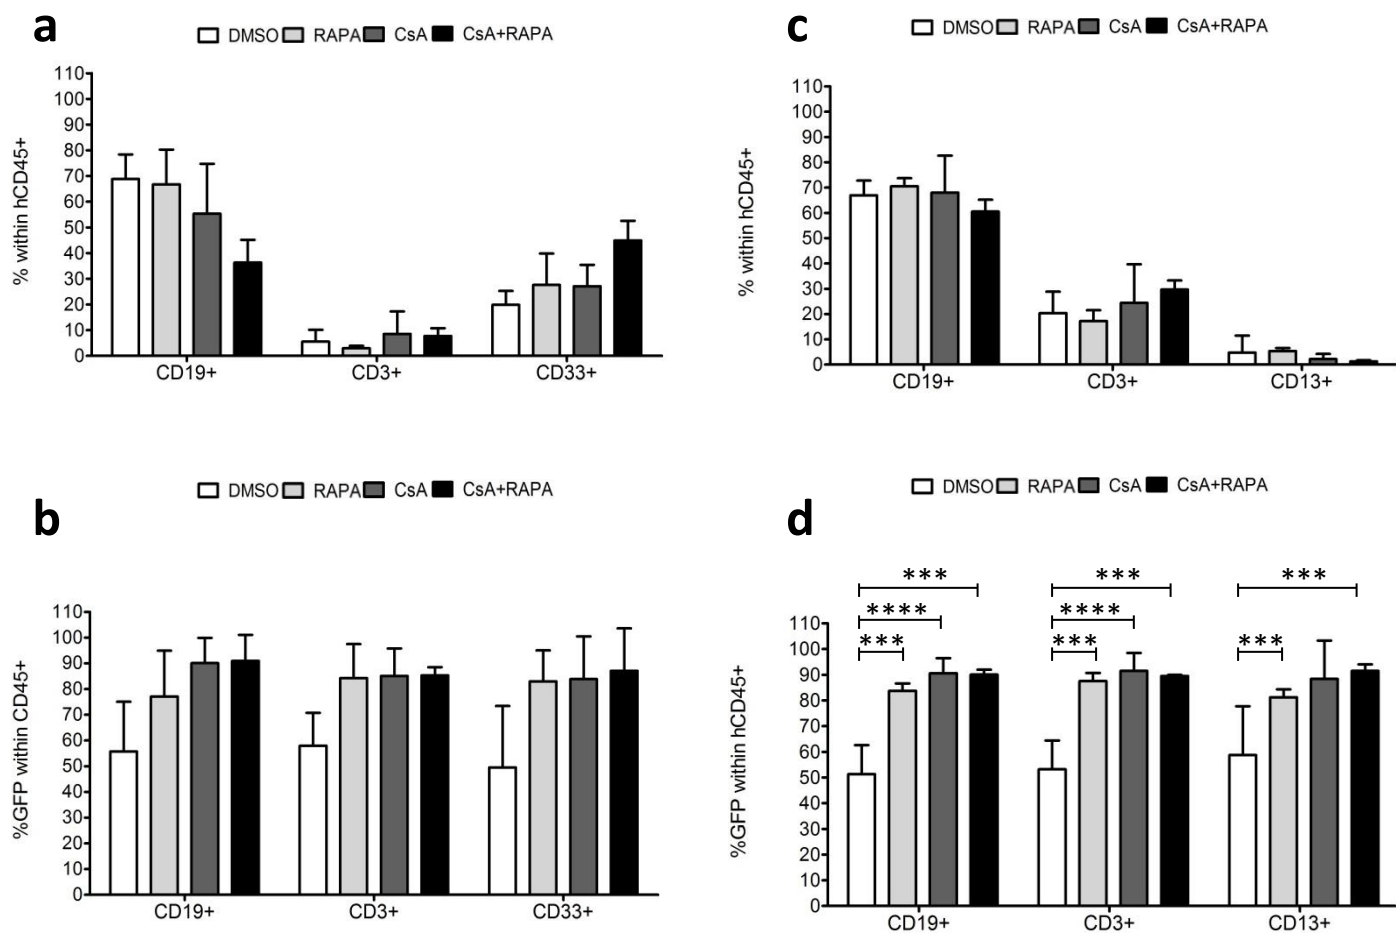 a
DMSO RAPA CsA CsA+RAPA
110
100
90
80
70
60
50
40
30
20
10
0
% within hCD45+
CD19+ CD3+ CD33+
c
DMSO RAPA CsA CsA+RAPA
110
100
90
80
70
60
50
40
30
20
10
0
% within hCD45+
CD19+ CD3+ CD13+
b
DMSO RAPA CsA CsA+RAPA
110
100
90
80
70
60
50
40
30
20
10
0
%GFP within CD45+
CD19+ CD3+ CD33+
d
DMSO RAPA CsA CsA+RAPA
*** *** ***
**** ****
*** *** ***
110
100
90
80
70
60
50
40
30
20
10
0
%GFP within hCD45+
CD19+ CD3+ CD13+